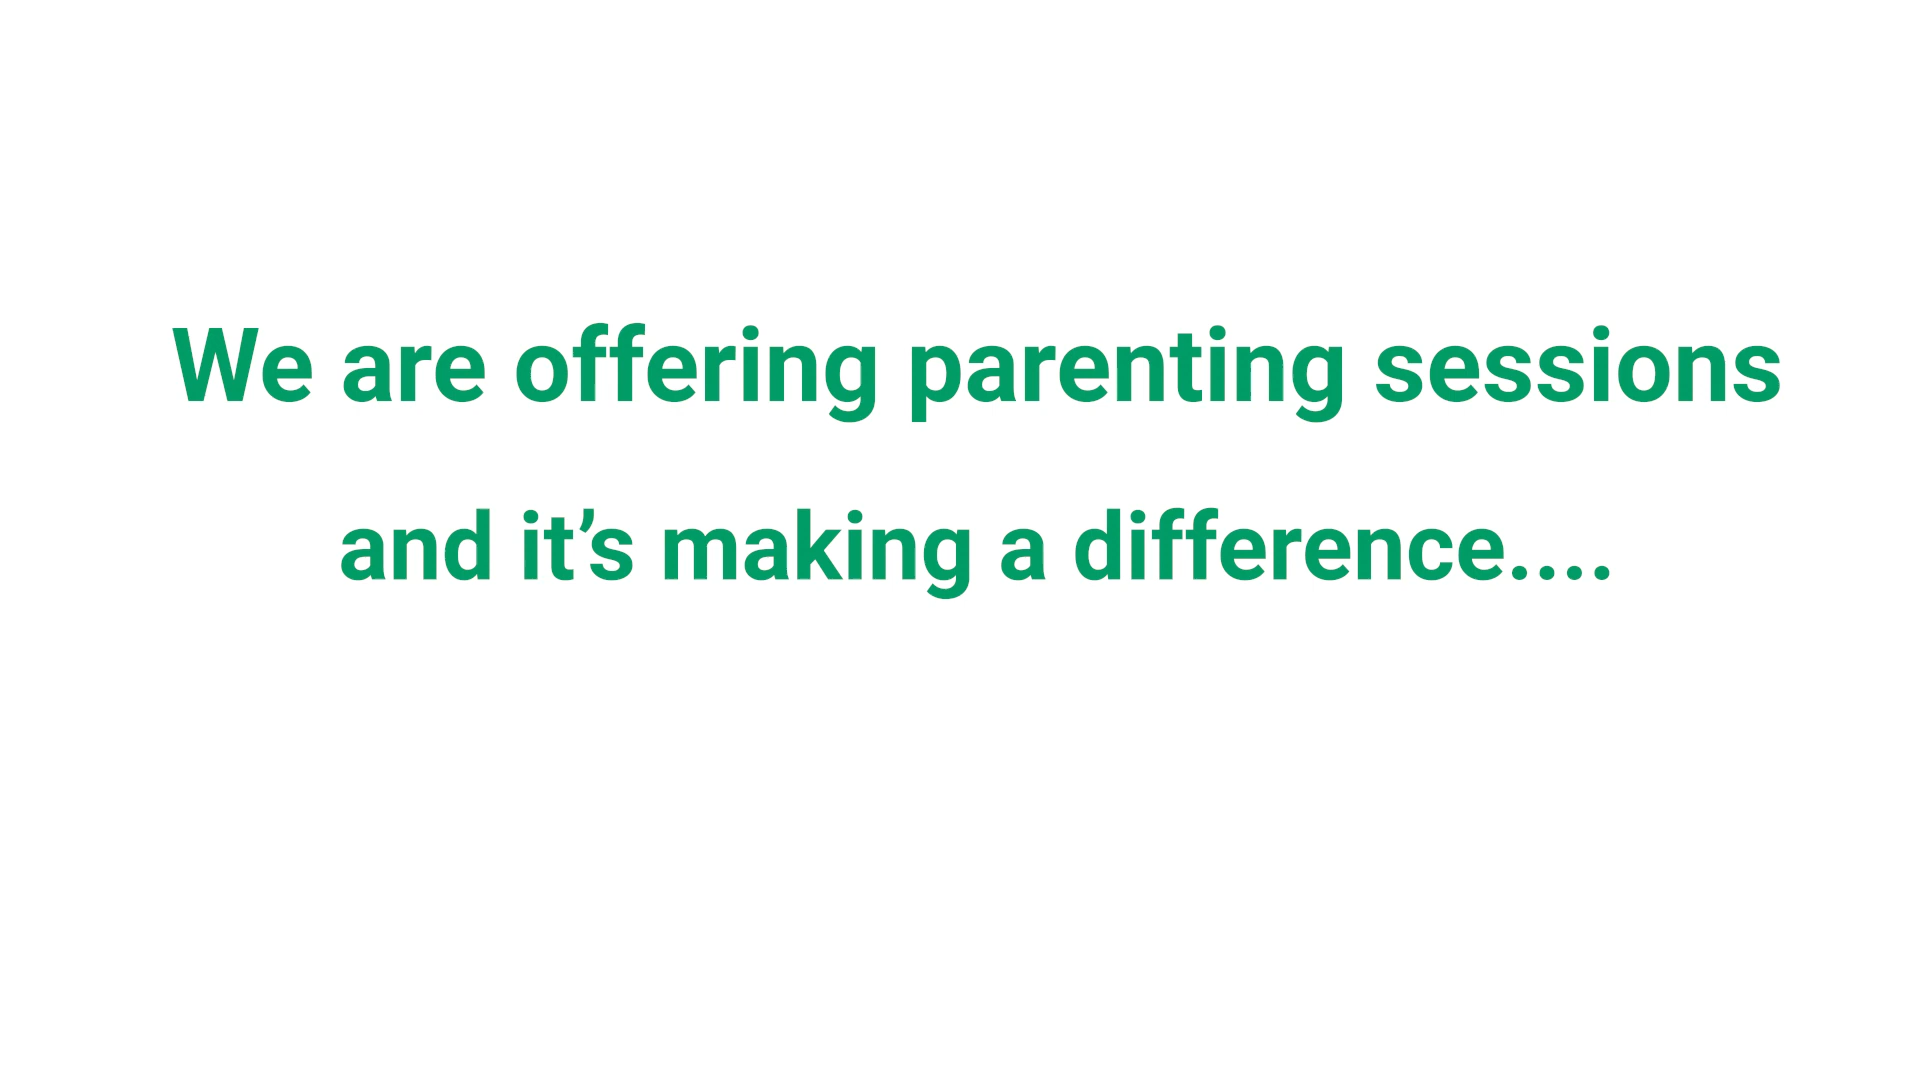 We are offering parenting sessions
and it’s making a difference....